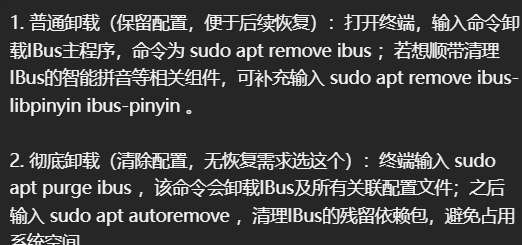 1. 普通卸载（保留配置，便于后续恢复）：打开终端，输入命令卸
载IBus主程序，命令为 sudo apt remove ibus ；若想顺带清理
IBus的智能拼音等相关组件，可补充输入 sudo apt remove ibus-
libpinyin ibus-pinyin 。
2. 彻底卸载（清除配置，无恢复需求选这个）：终端输入 sudo
apt purge ibus ，该命令会卸载IBus及所有关联配置文件；之后
输入 sudo apt autoremove ，清理IBus的残留依赖包，避免占用
系统空间